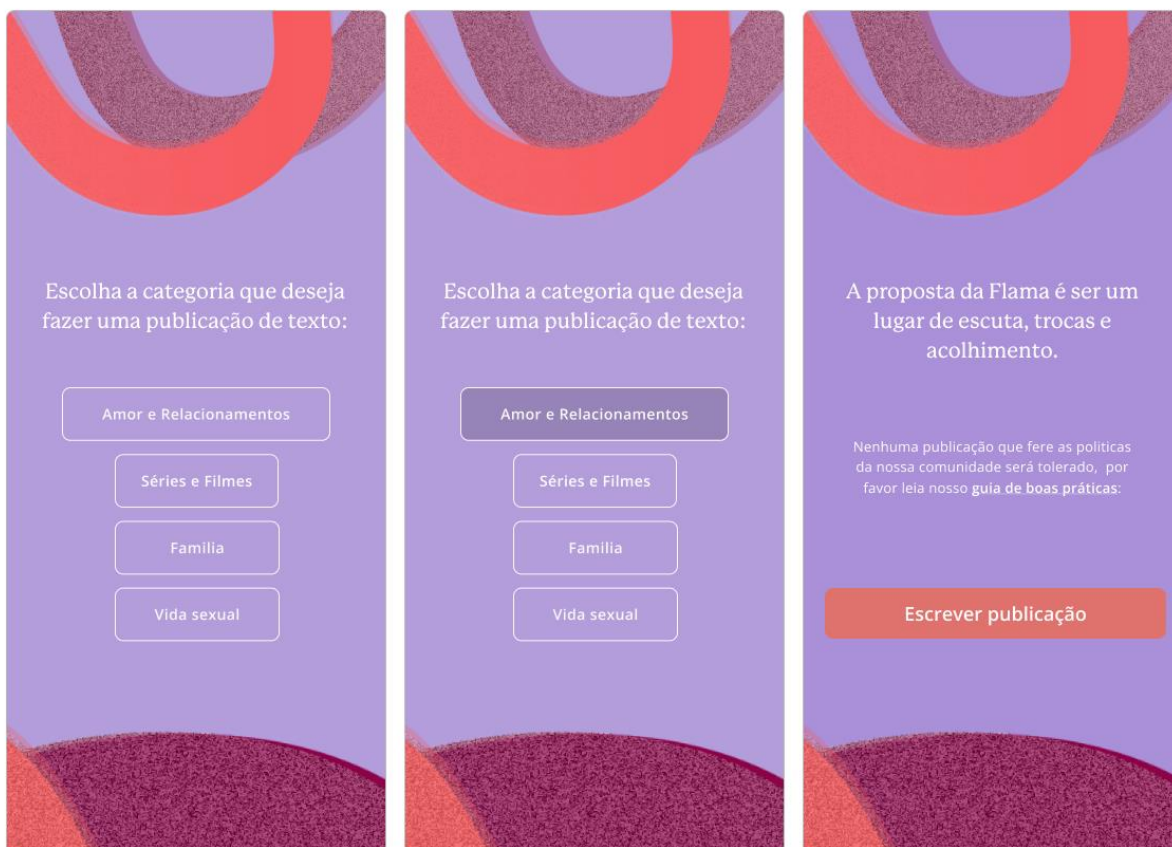 Escolha a categoria que deseja
fazer uma publicação de texto:
Amor e Relacionamentos
Séries e Filmes
Familia
Vida sexual
Escolha a categoria que deseja
fazer uma publicação de texto:
Amor e Relacionamentos
Séries e Filmes
Familia
Vida sexual
A proposta da Flama é ser um
lugar de escuta, trocas e
acolhimento.
Nenhuma publicação que fere as politicas
da nossa comunidade será tolerado, por
favor leia nosso guia de boas práticas:
Escrever publicação